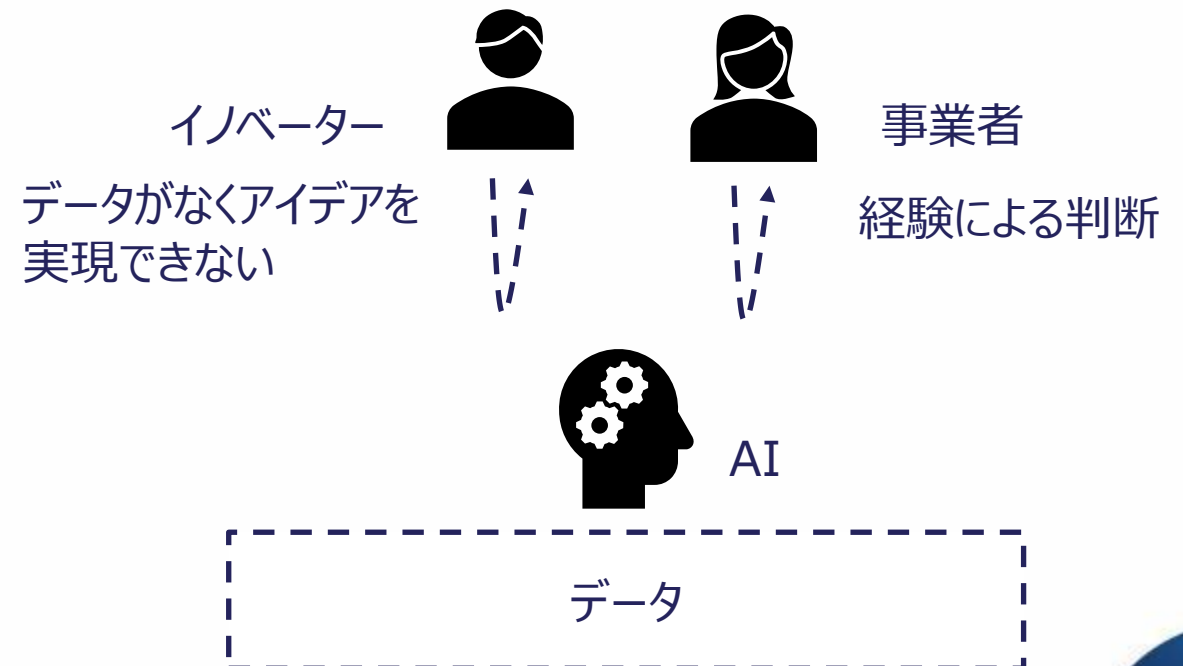 イノベーター
事業者
データがなくアイデアを
実現できない
経験による判断
AI
データ